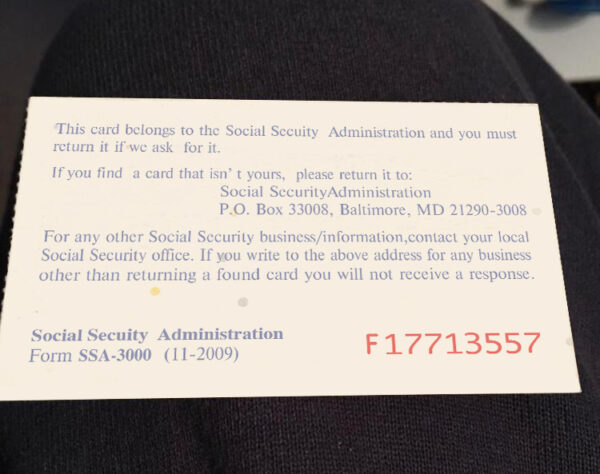 This card belongs to the Social Secuity Administration and you must
return it if we ask for it.
If you find a card that isn't yours, please return it to:
Social SecurityAdministration
P.O. Box 33008, Baltimore, MD 21290-3008
For any other Social Security business/information,contact your local
Social Security office. If you write to the above address for any business
other than returning a found card you will not receive a response.
Social Secuity Administration
Form SSA-3000 (11-2009)
F17713557